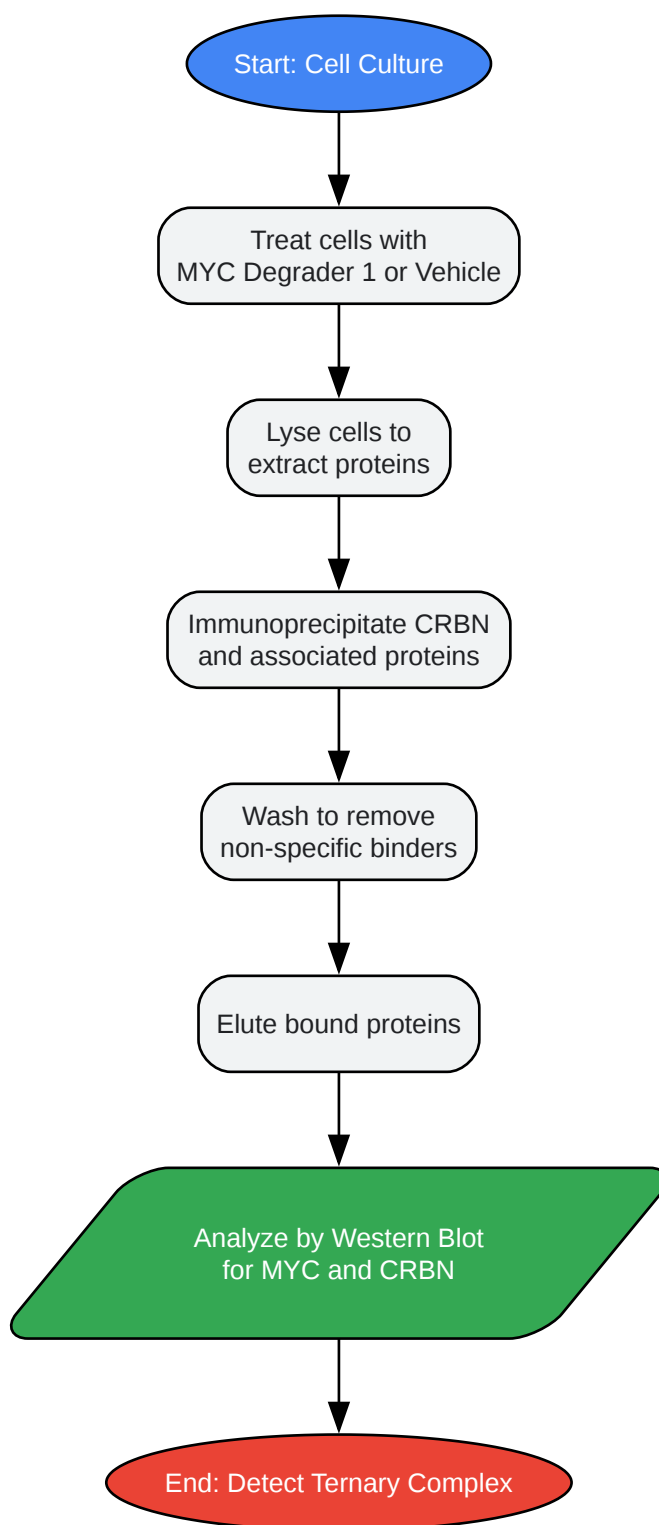 Start: Cell Culture
Treat cells with
MYC Degrader 1 or Vehicle
Lyse cells to
extract proteins
Immunoprecipitate CRBN
and associated proteins
Wash to remove
non-specific binders
Elute bound proteins
Analyze by Western Blot
for MYC and CRBN
End: Detect Ternary Complex